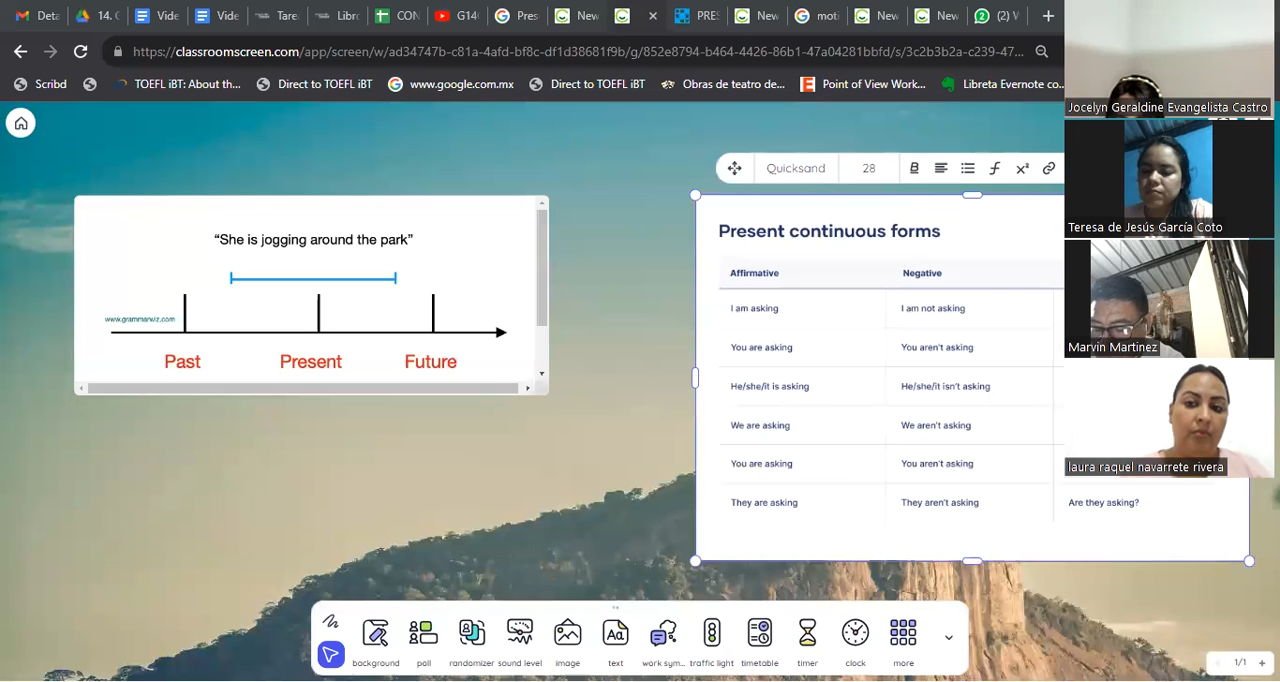 Deta
14. C
Vide
Vide
Tare
Libro
CON
G14
Pres
New
PRES
New
moti
New
New
(2) V
https://classroomscreen.com/app/screen/w/ad34747b-c81a-4afd-bf8c-df1d38681f9b/g/852e8794-b464-4426-86b1-47a04281bbfd/s/3c2b3b2a-c239-47...
Scribd
TOEFL iBT: About th...
Direct to TOEFL iBT
www.google.com.mx
Direct to TOEFL iBT
Obras de teatro de...
Point of View Work...
Libreta Evernote co...
Jocelyn Geraldine Evangelista Castro
Quicksand 28
“She is jogging around the park”
www.grammarwiz.com
Past Present Future
Present continuous forms
Affirmative Negative
I am asking I am not asking
You are asking You aren't asking
He/she/it is asking He/she/it isn't asking
We are asking We aren't asking
You are asking You aren't asking
They are asking They aren't asking Are they asking?
Teresa de Jesús García Coto
Marvin Martinez
laura raquel navarrete rivera
background poll randomizer sound level image text work sym... traffic light timetable timer clock more
1/1